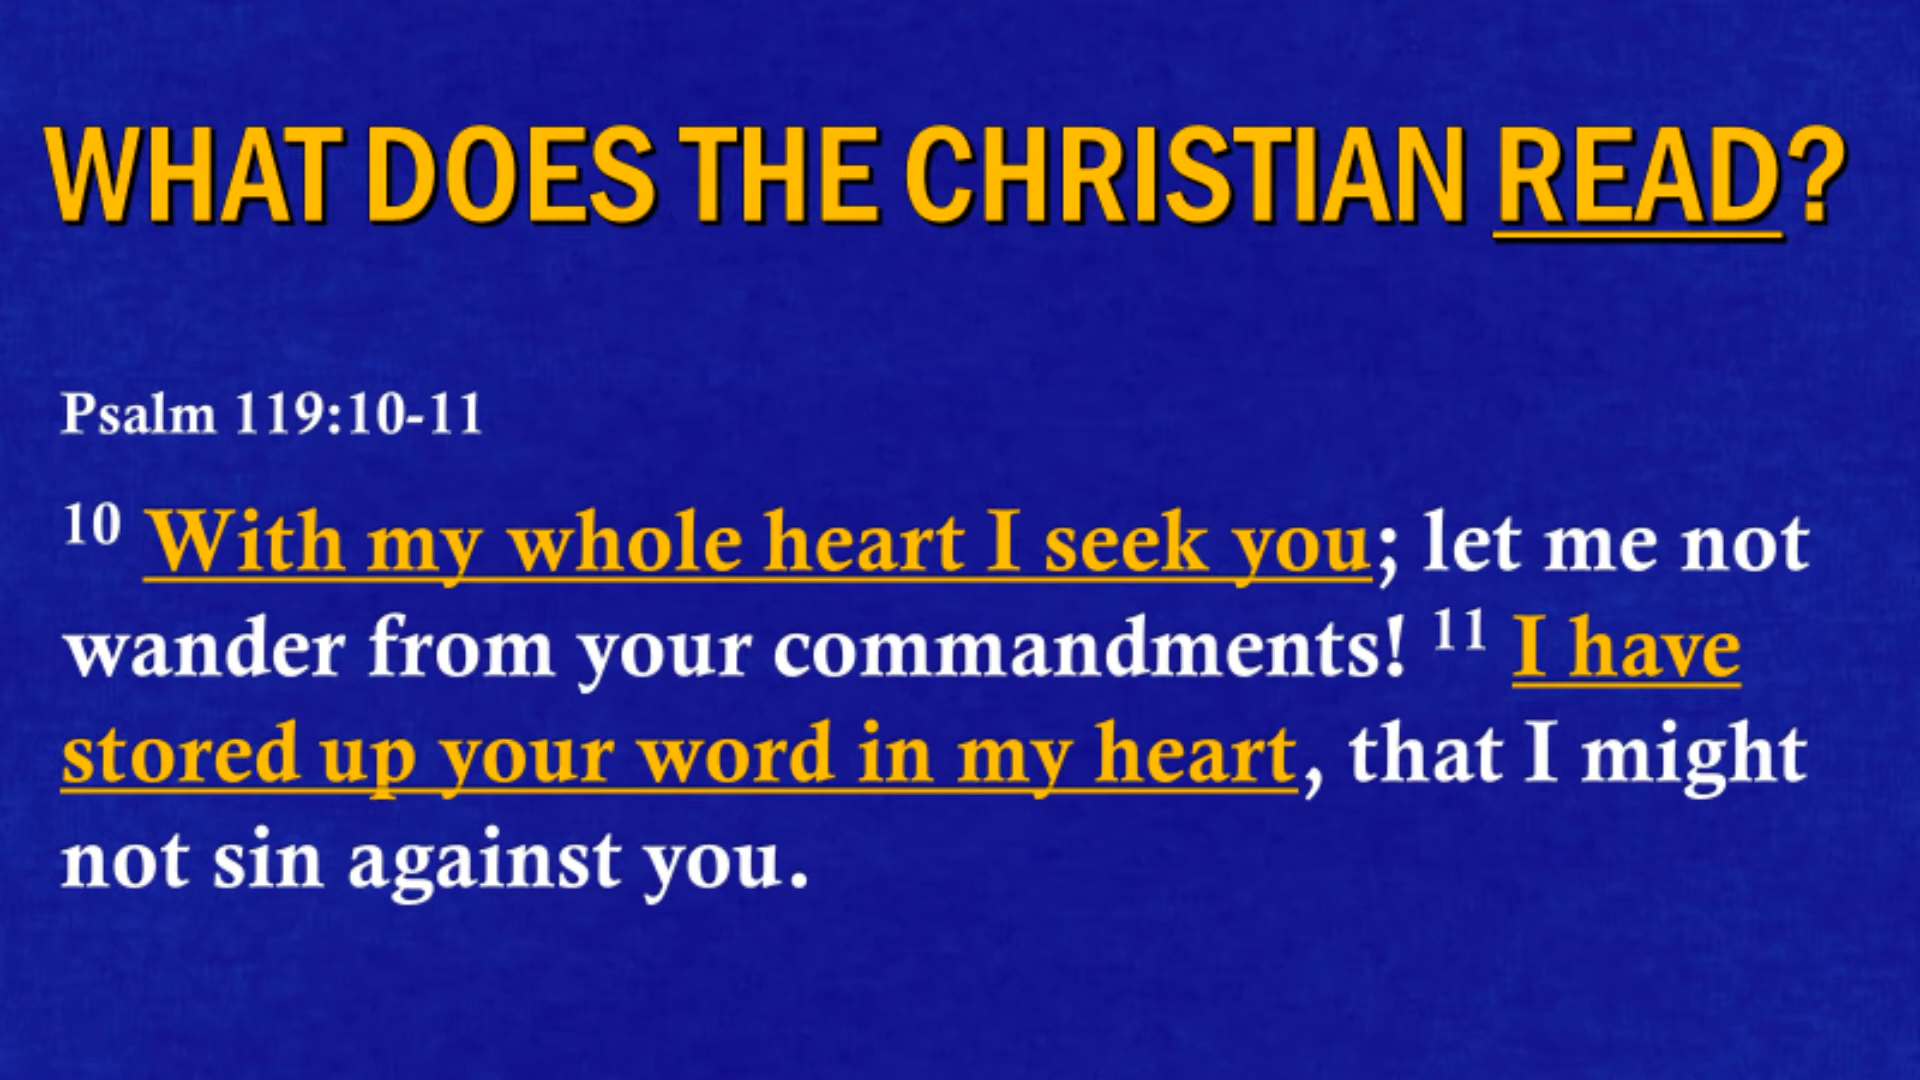 WHAT DOES THE CHRISTIAN READ?
Psalm 119:10-11
10 With my whole heart I seek you; let me not
wander from your commandments! 11 I have
stored up your word in my heart, that I might
not sin against you.